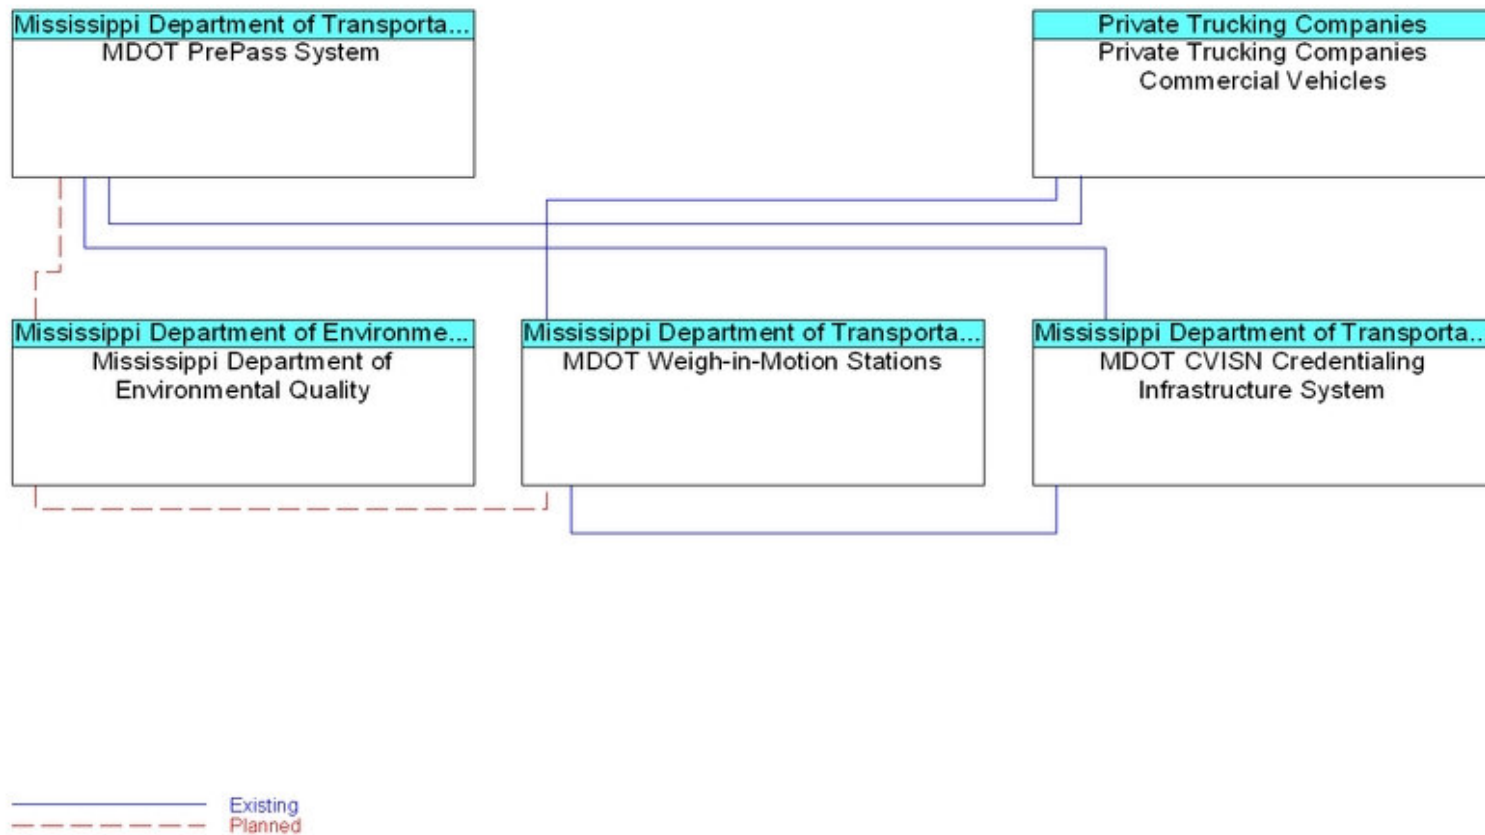 Mississippi Department of Transporta...
MDOT PrePass System
Private Trucking Companies
Private Trucking Companies
Commercial Vehicles
Mississippi Department of Environme...
Mississippi Department of
Environmental Quality
Mississippi Department of Transporta...
MDOT Weigh-in-Motion Stations
Mississippi Department of Transporta...
MDOT CVISN Credentialing
Infrastructure System
Existing
Planned